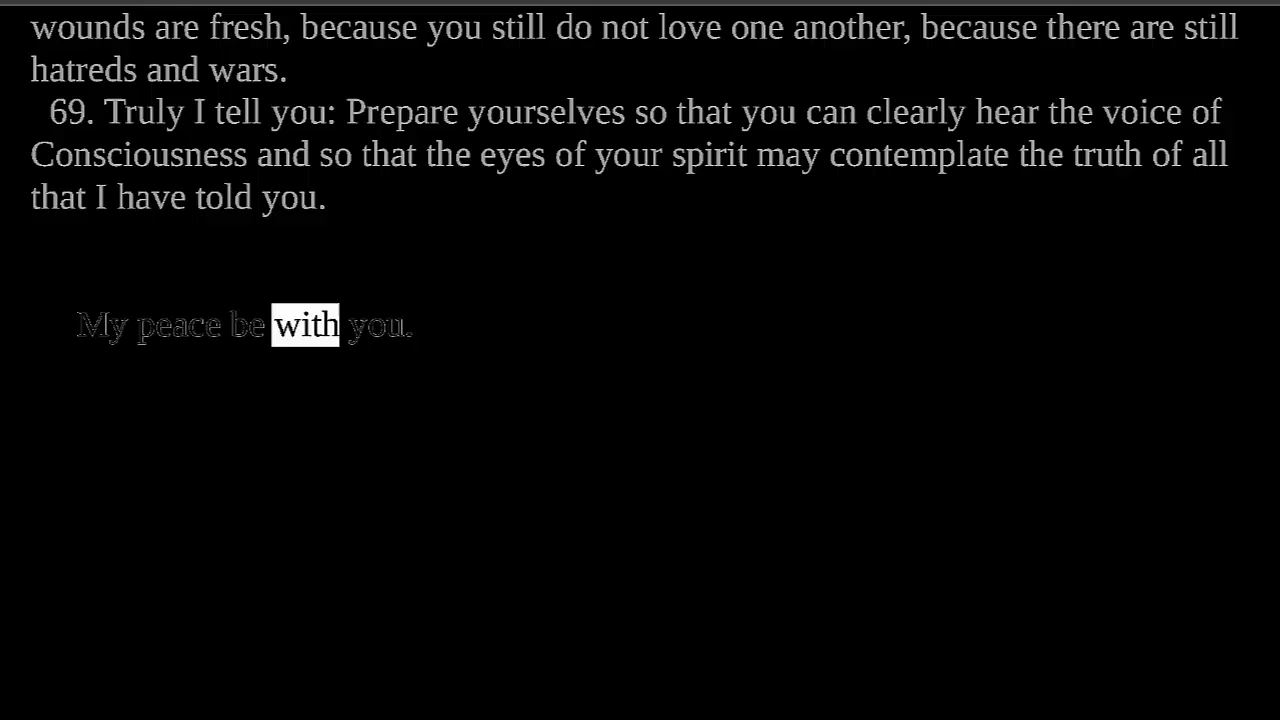 wounds are fresh, because you still do not love one another, because there are still
hatreds and wars.
69. Truly I tell you: Prepare yourselves so that you can clearly hear the voice of
Consciousness and so that the eyes of your spirit may contemplate the truth of all
that I have told you.
My peace be with you.